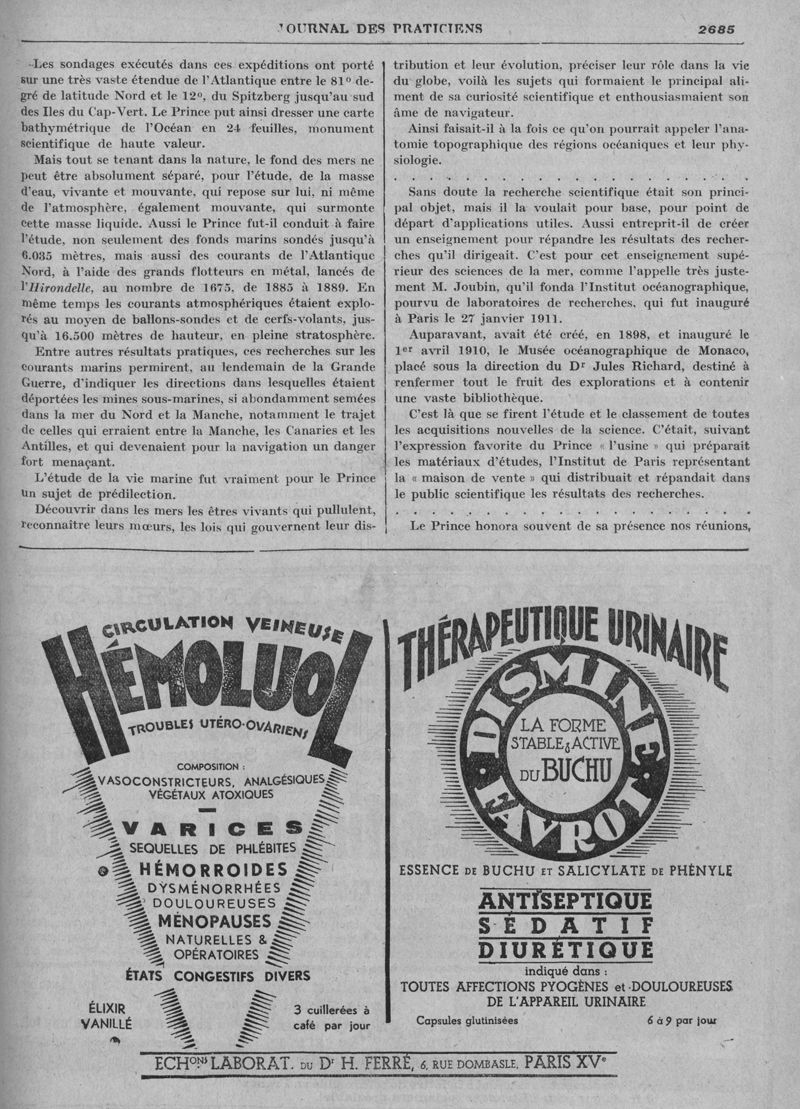 JOURNAL DES PRATICIENS
2685
Les sondages exécutés dans ces expéditions ont porté
sur une très vaste étendue de l'Atlantique entre le 81º de-
gré de latitude Nord et le 12º, du Spitzberg jusqu'au sud
des Iles du Cap-Vert. Le Prince put ainsi dresser une carte
bathymétrique de l'Océan en 24 feuilles, monument
scientifique de haute valeur.
Mais tout se tenant dans la nature, le fond des mers ne
peut être absolument séparé, pour l'étude, de la masse
d'eau, vivante et mouvante, qui repose sur lui, ni même
de l'atmosphère, également mouvante, qui surmonte
cette masse liquide. Aussi le Prince fut-il conduit à faire
l'étude, non seulement des fonds marins sondés jusqu'à
6.035 mètres, mais aussi des courants de l'Atlantique
Nord, à l'aide des grands flotteurs en métal, lancés de
l'Hirondelle, au nombre de 1675, de 1885 à 1889. En
même temps les courants atmosphériques étaient explo-
rés au moyen de ballons-sondes et de cerfs-volants, jus-
qu'à 16.500 mètres de hauteur, en pleine stratosphère.
Entre autres résultats pratiques, ces recherches sur les
courants marins permirent, au lendemain de la Grande
Guerre, d'indiquer les directions dans lesquelles étaient
déportées les mines sous-marines, si abondamment semées
dans la mer du Nord et la Manche, notamment le trajet
de celles qui erraient entre la Manche, les Canaries et les
Antilles, et qui devenaient pour la navigation un danger
fort menaçant.
L'étude de la vie marine fut vraiment pour le Prince
un sujet de prédilection.
Découvrir dans les mers les êtres vivants qui pullulent,
reconnaître leurs mœurs, les lois qui gouvernent leur dis-
tribution et leur évolution, préciser leur rôle dans la vie
du globe, voilà les sujets qui formaient le principal ali-
ment de sa curiosité scientifique et enthousiasmaient son
âme de navigateur.
Ainsi faisait-il à la fois ce qu'on pourrait appeler l'ana-
tomie topographique des régions océaniques et leur phy-
siologie.
. . . . . . . . . . . . . . . . . . . .
Sans doute la recherche scientifique était son princi-
pal objet, mais il la voulait pour base, pour point de
départ d'applications utiles. Aussi entreprit-il de créer
un enseignement pour répandre les résultats des recher-
ches qu'il dirigeait. C'est pour cet enseignement supé-
rieur des sciences de la mer, comme l'appelle très juste-
ment M. Joubin, qu'il fonda l'Institut océanographique,
pourvu de laboratoires de recherches, qui fut inauguré
à Paris le 27 janvier 1911.
Auparavant, avait été créé, en 1898, et inauguré le
1er avril 1910, le Musée océanographique de Monaco,
placé sous la direction du Dr Jules Richard, destiné à
renfermer tout le fruit des explorations et à contenir
une vaste bibliothèque.
C'est là que se firent l'étude et le classement de toutes
les acquisitions nouvelles de la science. C'était, suivant
l'expression favorite du Prince « l'usine » qui préparait
les matériaux d'études, l'Institut de Paris représentant
la « maison de vente » qui distribuait et répandait dans
le public scientifique les résultats des recherches.
. . . . . . . . . . . . . . . . . . . .
Le Prince honora souvent de sa présence nos réunions,
CIRCULATION VEINEUSE
HÉMOLUOL
TROUBLES UTÉRO-OVARIENS
COMPOSITION :
VASOCONSTRICTEURS, ANALGÉSIQUES
VÉGÉTAUX ATOXIQUES
VARICES
SEQUELLES DE PHLÉBITES
HÉMORROIDES
DYSMÉNORRHÉES
DOULOUREUSES
MÉNOPAUSES
NATURELLES &
OPÉRATOIRES
ÉTATS CONGESTIFS DIVERS
ÉLIXIR
VANILLÉ
3 cuillerées à
café par jour
THÉRAPEUTIQUE URINAIRE
DISMINE
FAVROT
LA FORME
STABLE & ACTIVE
DU BUCHU
ESSENCE DE BUCHU ET SALICYLATE DE PHÉNYLE
ANTISEPTIQUE
SÉDATIF
DIURÉTIQUE
indiqué dans :
TOUTES AFFECTIONS PYOGÈNES et DOULOUREUSES
DE L'APPAREIL URINAIRE
Capsules glutinisées
6 à 9 par jour
ECHons LABORAT. DU Dr H. FERRÉ, 6, RUE DOMBASLE, PARIS XVe